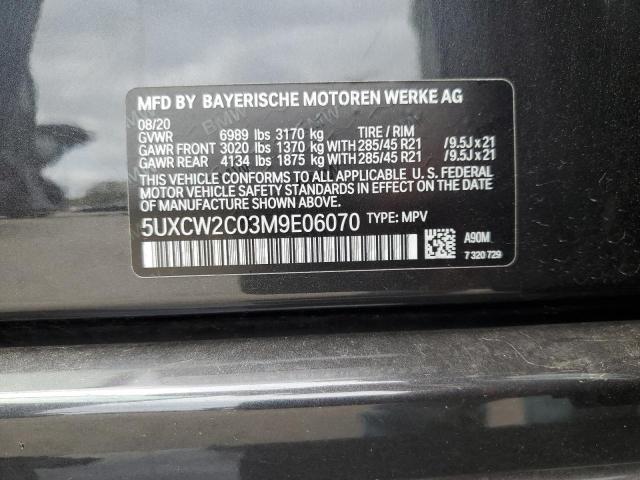 MFD BY BAYERISCHE MOTOREN WERKE AG
08/20
GVWR 6989 lbs 3170 kg TIRE / RIM
GAWR FRONT 3020 lbs 1370 kg WITH 285/45 R21 / 9.5J x 21
GAWR REAR 4134 lbs 1875 kg WITH 285/45 R21 / 9.5J x 21
THIS VEHICLE CONFORMS TO ALL APPLICABLE U. S. FEDERAL
MOTOR VEHICLE SAFETY STANDARDS IN EFFECT ON THE DATE
OF MANUFACTURE SHOWN ABOVE.
5UXCW2C03M9E06070 TYPE: MPV
A90M
7 320 729